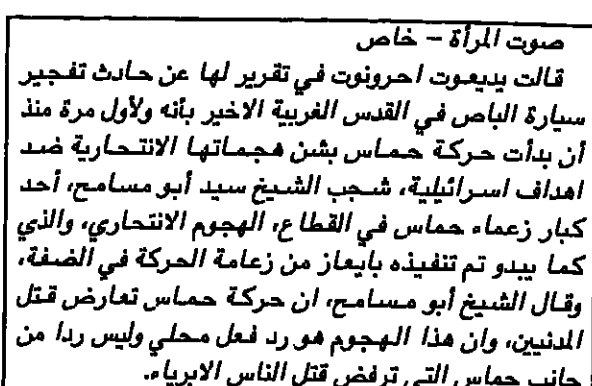 صوت المرأة – خاص
قالت يديعوت احرونوت في تقرير لها عن حادث تفجير
سيارة الباص في القدس الغربية الاخير بأنه ولأول مرة منذ
أن بدأت حركة حماس بشن هجماتها الانتحارية ضد
اهداف اسرائيلية، شجب الشيخ سيد أبو مسامح، أحد
كبار زعماء حماس في القطاع، الهجوم الانتحاري، والذي
كما يبدو تم تنفيذه بايعاز من زعامة الحركة في الضفة،
وقال الشيخ أبو مسامح، ان حركة حماس تعارض قتل
المدنيين، وان هذا الهجوم هو رد فعل محلي وليس ردا من
جانب حماس التي ترفض قتل الناس الابرياء.